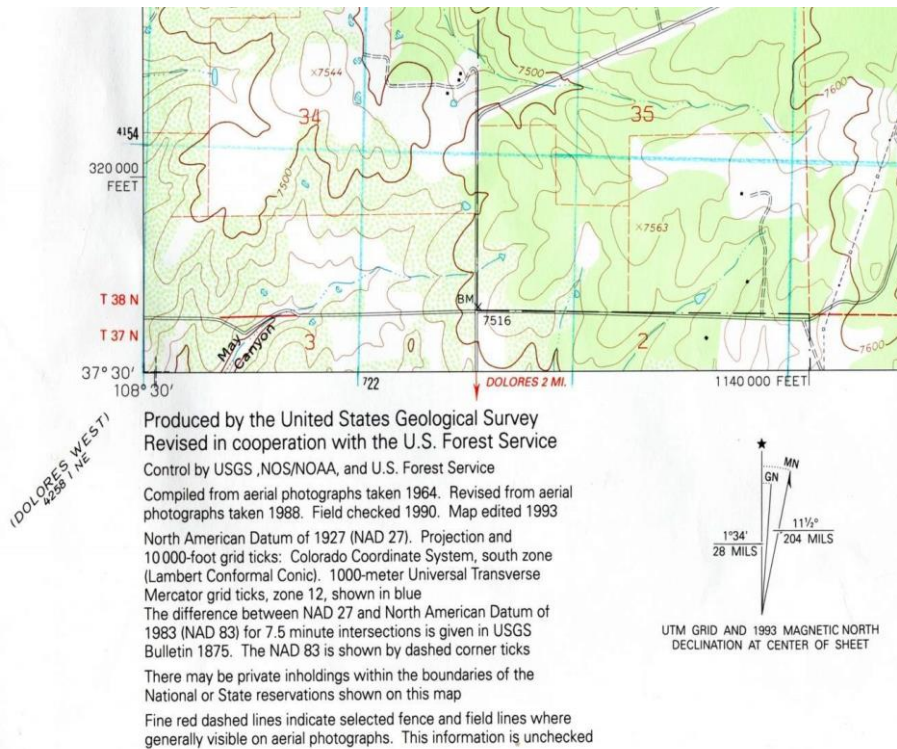 7544
34
7500
7500
35
7600
4154
320 000
FEET
7563
T 38 N
BM
7516
T 37 N
May
Canyon
3
0
2
7600
37° 30'
108° 30'
722
DOLORES 2 MI.
1 140 000 FEET
(DOLORES WEST)
4258 I NE
Produced by the United States Geological Survey
Revised in cooperation with the U.S. Forest Service
Control by USGS ,NOS/NOAA, and U.S. Forest Service
Compiled from aerial photographs taken 1964. Revised from aerial
photographs taken 1988. Field checked 1990. Map edited 1993
North American Datum of 1927 (NAD 27). Projection and
10 000-foot grid ticks: Colorado Coordinate System, south zone
(Lambert Conformal Conic). 1000-meter Universal Transverse
Mercator grid ticks, zone 12, shown in blue
The difference between NAD 27 and North American Datum of
1983 (NAD 83) for 7.5 minute intersections is given in USGS
Bulletin 1875. The NAD 83 is shown by dashed corner ticks
There may be private inholdings within the boundaries of the
National or State reservations shown on this map
Fine red dashed lines indicate selected fence and field lines where
generally visible on aerial photographs. This information is unchecked
MN
GN
1°34'
28 MILS
11½°
204 MILS
UTM GRID AND 1993 MAGNETIC NORTH
DECLINATION AT CENTER OF SHEET